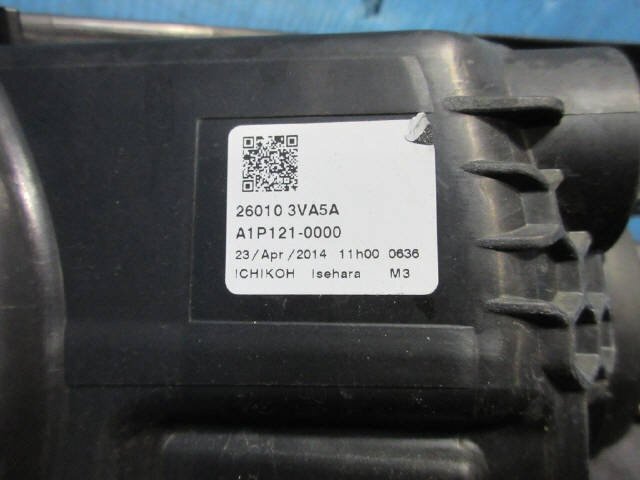 26010 3VA5A
A1P121-0000
23/Apr/2014 11h00 0636
ICHIKOH Isehara M3